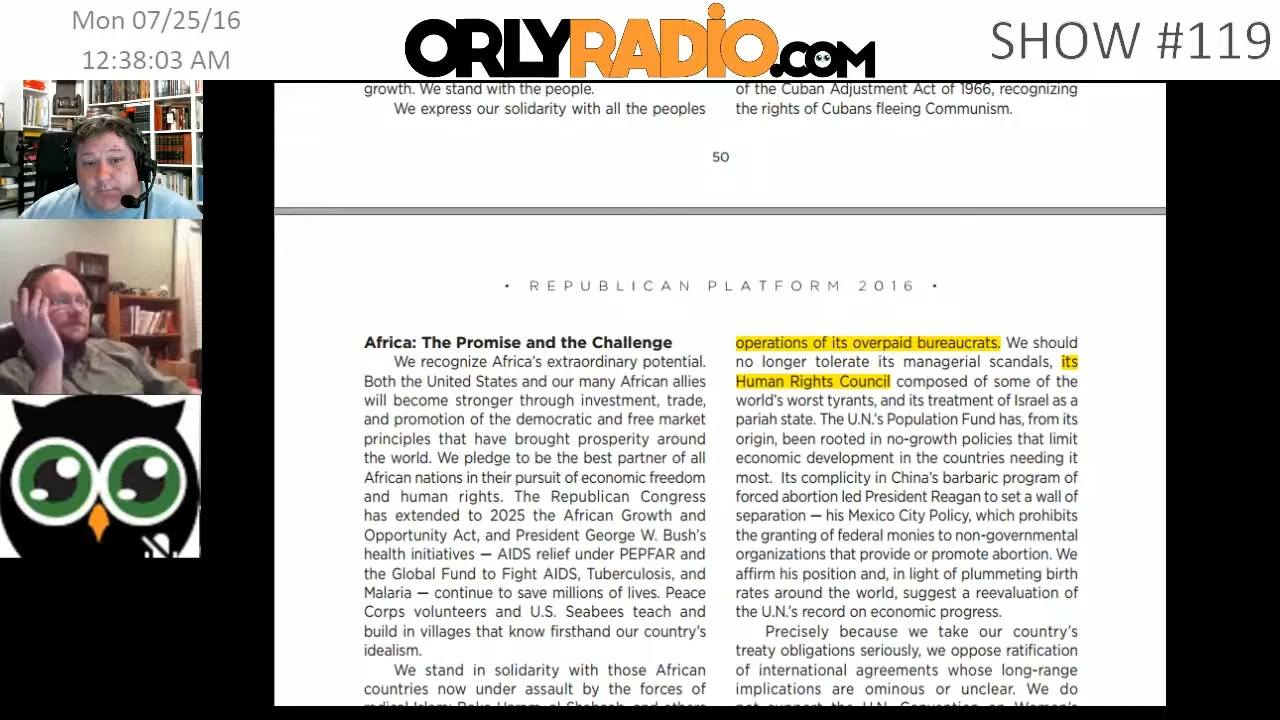 Mon 07/25/16
12:38:03 AM
ORLYRADIO.COM
SHOW #119
growth. We stand with the people.
We express our solidarity with all the peoples
of the Cuban Adjustment Act of 1966, recognizing
the rights of Cubans fleeing Communism.
50
• REPUBLICAN PLATFORM 2016 •
Africa: The Promise and the Challenge
We recognize Africa's extraordinary potential.
Both the United States and our many African allies
will become stronger through investment, trade,
and promotion of the democratic and free market
principles that have brought prosperity around
the world. We pledge to be the best partner of all
African nations in their pursuit of economic freedom
and human rights. The Republican Congress
has extended to 2025 the African Growth and
Opportunity Act, and President George W. Bush's
health initiatives — AIDS relief under PEPFAR and
the Global Fund to Fight AIDS, Tuberculosis, and
Malaria — continue to save millions of lives. Peace
Corps volunteers and U.S. Seabees teach and
build in villages that know firsthand our country's
idealism.
We stand in solidarity with those African
countries now under assault by the forces of
radical Islam: Boko Haram, al-Shabaab, and others
operations of its overpaid bureaucrats. We should
no longer tolerate its managerial scandals, its
Human Rights Council composed of some of the
world's worst tyrants, and its treatment of Israel as a
pariah state. The U.N.'s Population Fund has, from its
origin, been rooted in no-growth policies that limit
economic development in the countries needing it
most. Its complicity in China's barbaric program of
forced abortion led President Reagan to set a wall of
separation — his Mexico City Policy, which prohibits
the granting of federal monies to non-governmental
organizations that provide or promote abortion. We
affirm his position and, in light of plummeting birth
rates around the world, suggest a reevaluation of
the U.N.'s record on economic progress.
Precisely because we take our country's
treaty obligations seriously, we oppose ratification
of international agreements whose long-range
implications are ominous or unclear. We do
not support the U.N. Convention on Women's